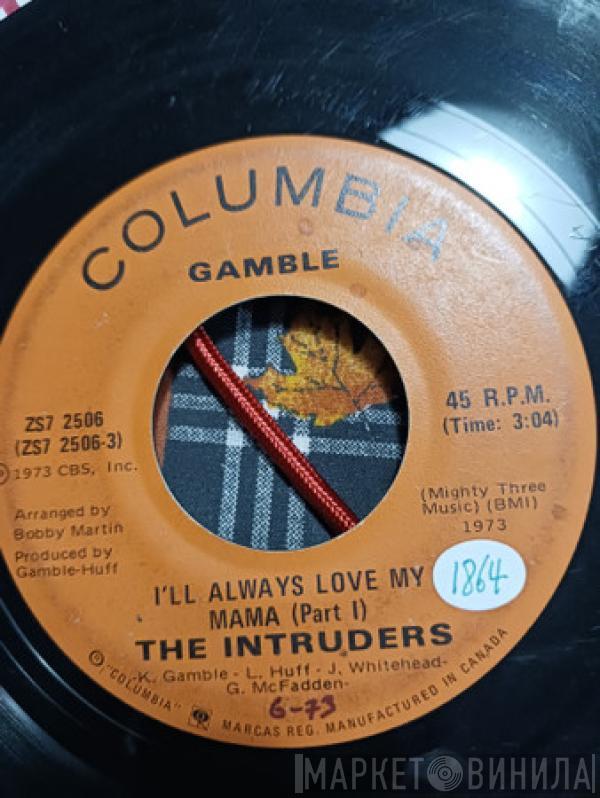 COLUMBIA
GAMBLE
ZS7 2506
(ZS7 2506-3)
Ⓟ 1973 CBS, Inc.
Arranged by
Bobby Martin
Produced by
Gamble-Huff
45 R.P.M.
(Time: 3:04)
(Mighty Three
Music) (BMI)
1973
I'LL ALWAYS LOVE MY
MAMA (Part I)
1864
THE INTRUDERS
-K. Gamble - L. Huff - J. Whitehead-
G. McFadden-
6-73
Ⓟ "COLUMBIA" MARCAS REG. MANUFACTURED IN CANADA
МАРКЕТ ВИНИЛА